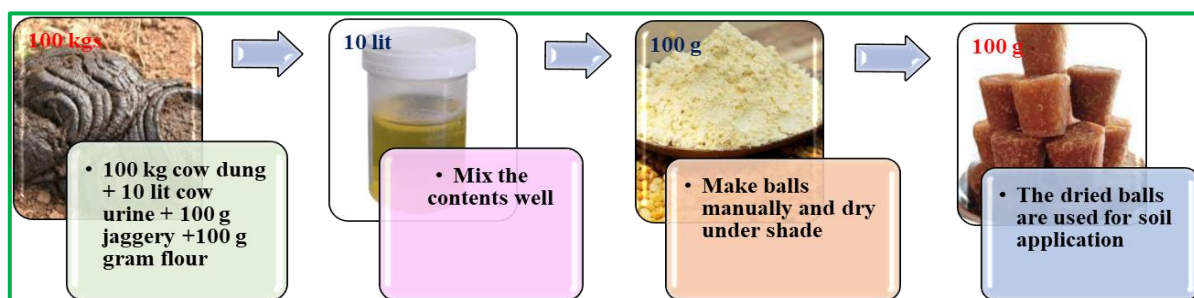 100 kgs
10 lit
100 g
100 g
• 100 kg cow dung
+ 10 lit cow
urine + 100 g
jaggery +100 g
gram flour
• Mix the
contents well
• Make balls
manually and dry
under shade
• The dried balls
are used for soil
application